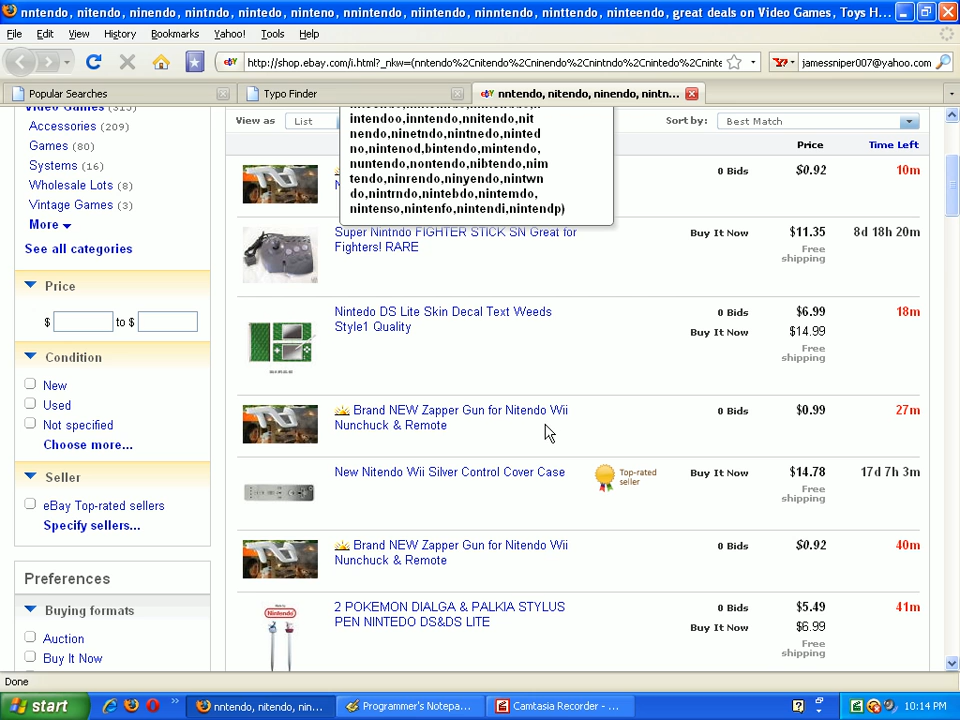 nntendo, nitendo, ninendo, nintndo, nintedo, ninteno, nnintendo, niintendo, ninntendo, ninttendo, ninteendo, great deals on Video Games, Toys H...
File Edit View History Bookmarks Yahoo! Tools Help
http://shop.ebay.com/i.html?_nkw=(nntendo%2Cnitendo%2Cninendo%2Cnintndo%2Cnintedo%2Cninte
jamessniper007@yahoo.com
Popular Searches
Typo Finder
nntendo, nitendo, ninendo, nintn...
Video Games (315)
Accessories (209)
Games (80)
Systems (16)
Wholesale Lots (8)
Vintage Games (3)
More
See all categories
Price
$ to $
Condition
New
Used
Not specified
Choose more...
Seller
eBay Top-rated sellers
Specify sellers...
Preferences
Buying formats
Auction
Buy It Now
View as List
Sort by: Best Match
Price Time Left
intendoo,inntendo,nnitendo,nit
nendo,ninetndo,nintnedo,ninted
no,nintenod,bintendo,mintendo,
nuntendo,nontendo,nibtendo,nim
tendo,ninrendo,ninyendo,nintwn
do,nintrndo,nintebdo,nintemdo,
nintenso,nintenfo,nintendi,nintendp)
0 Bids $0.92 10m
Super Nintndo FIGHTER STICK SN Great for
Fighters! RARE
Buy It Now $11.35 8d 18h 20m
Free
shipping
Nintedo DS Lite Skin Decal Text Weeds
Style1 Quality
0 Bids $6.99 18m
Buy It Now $14.99
Free
shipping
Brand NEW Zapper Gun for Nitendo Wii
Nunchuck & Remote
0 Bids $0.99 27m
New Nitendo Wii Silver Control Cover Case
Top-rated
seller
Buy It Now $14.78 17d 7h 3m
Free
shipping
Brand NEW Zapper Gun for Nitendo Wii
Nunchuck & Remote
0 Bids $0.92 40m
Nintendo
2 POKEMON DIALGA & PALKIA STYLUS
PEN NINTEDO DS&DS LITE
0 Bids $5.49 41m
Buy It Now $6.99
Free
shipping
Done
start
nntendo, nitendo, nin...
Programmer's Notepa...
Camtasia Recorder - ...
10:14 PM